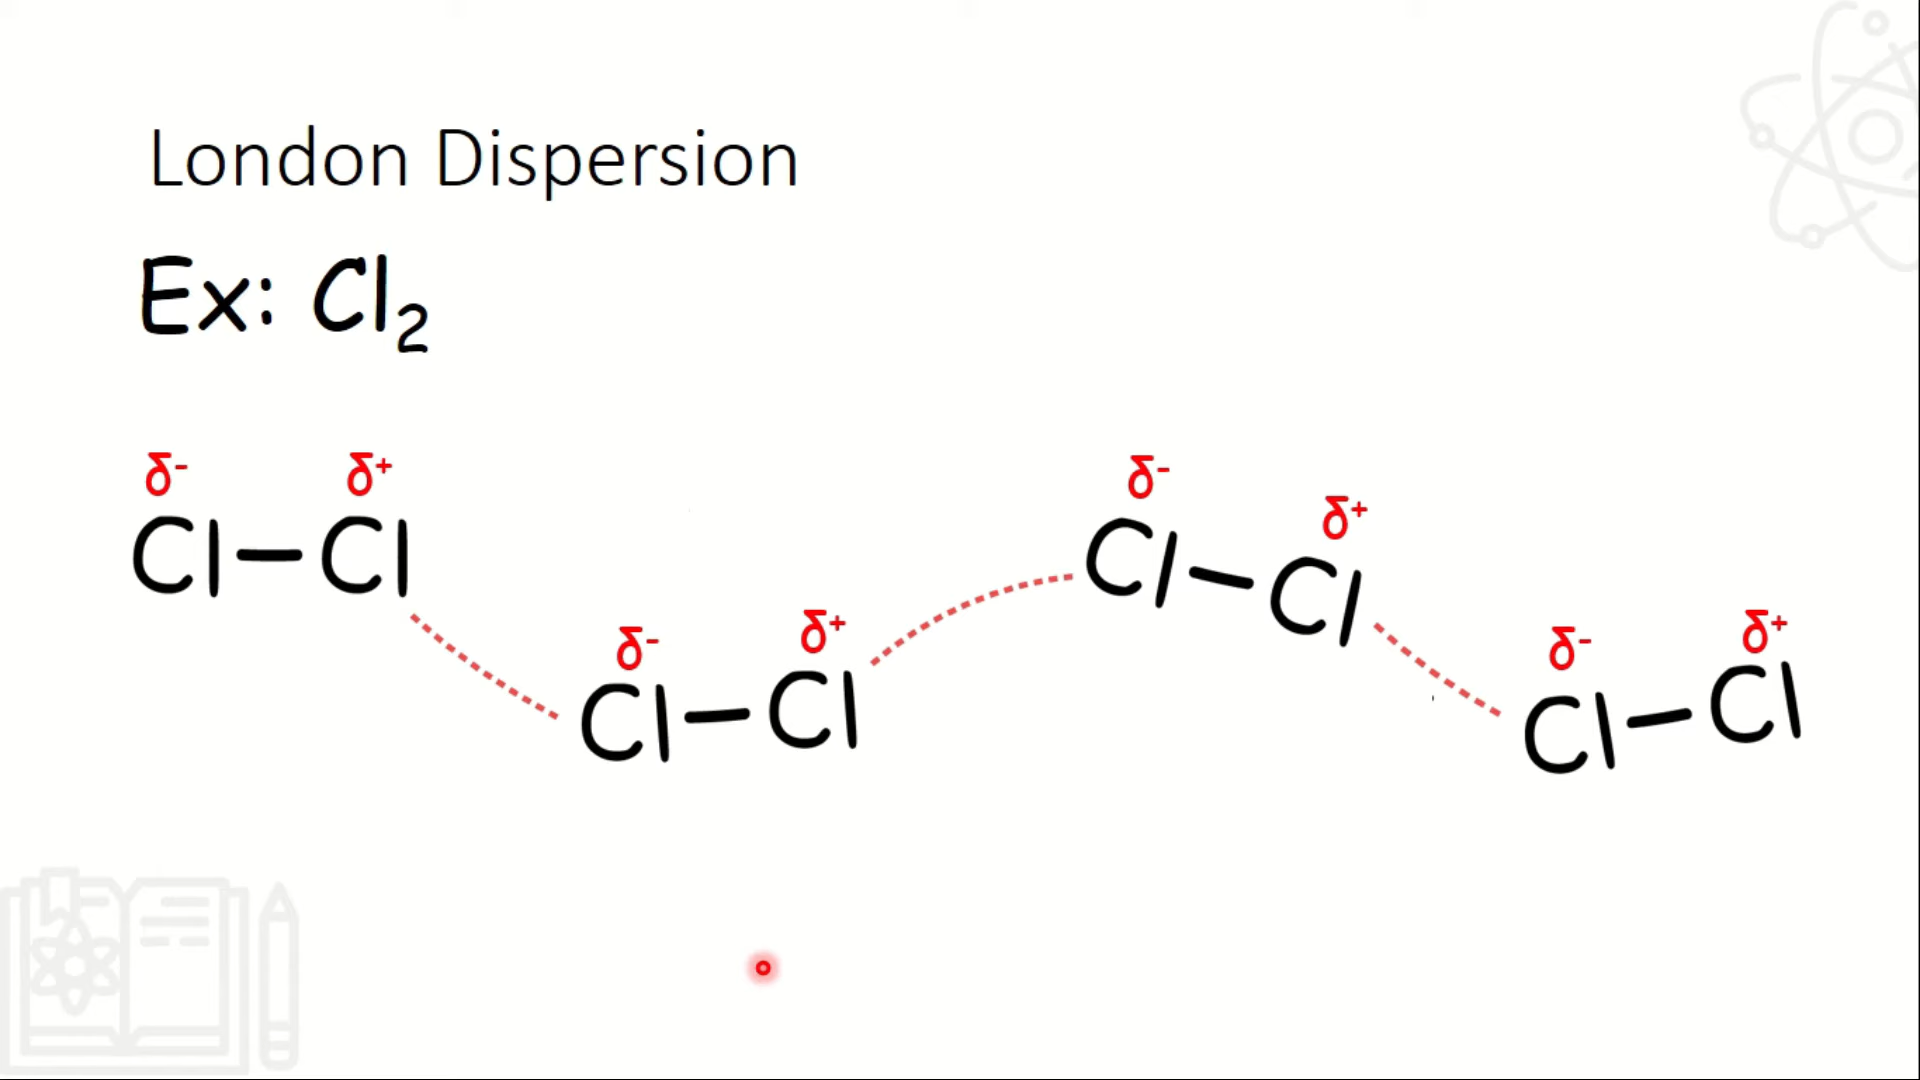 London Dispersion
Ex: Cl₂
δ⁻ δ⁺ δ⁻ δ⁺
Cl—Cl Cl—Cl
δ⁻ δ⁺ δ⁻ δ⁺
Cl—Cl Cl—Cl